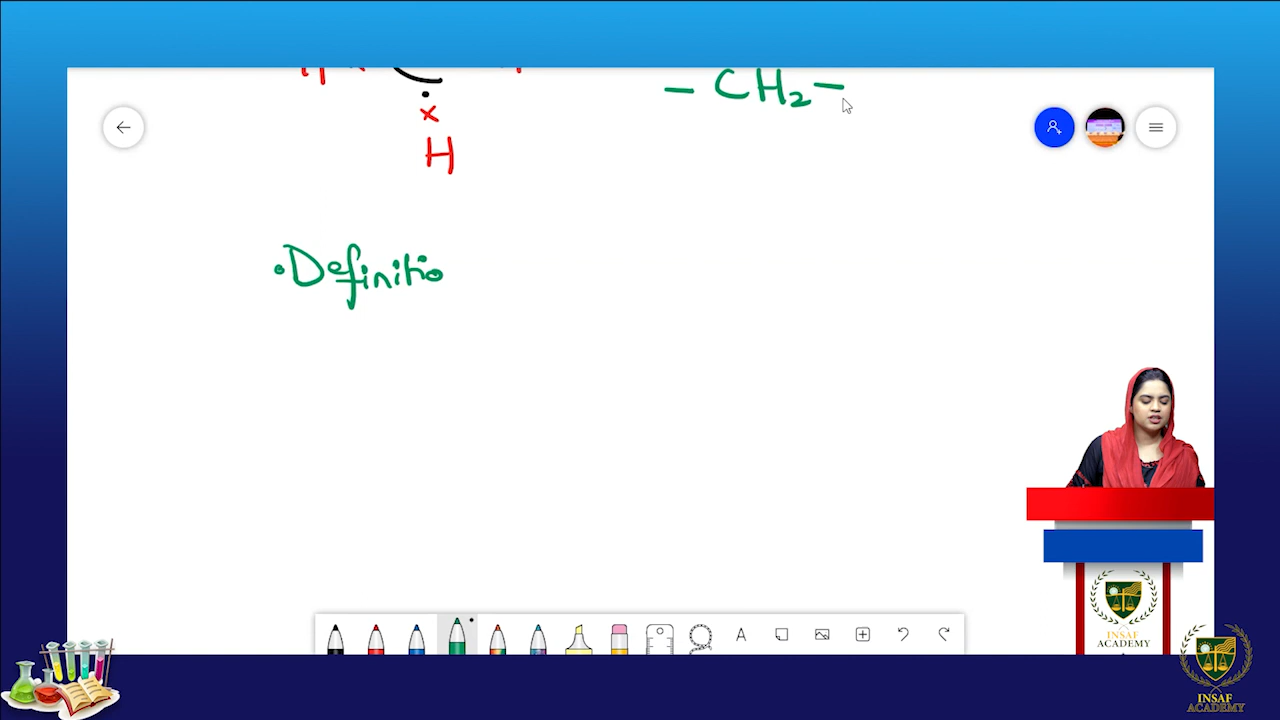 - CH2 -
x
H
•Definitio
A
INSAF
ACADEMY
INSAF
ACADEMY